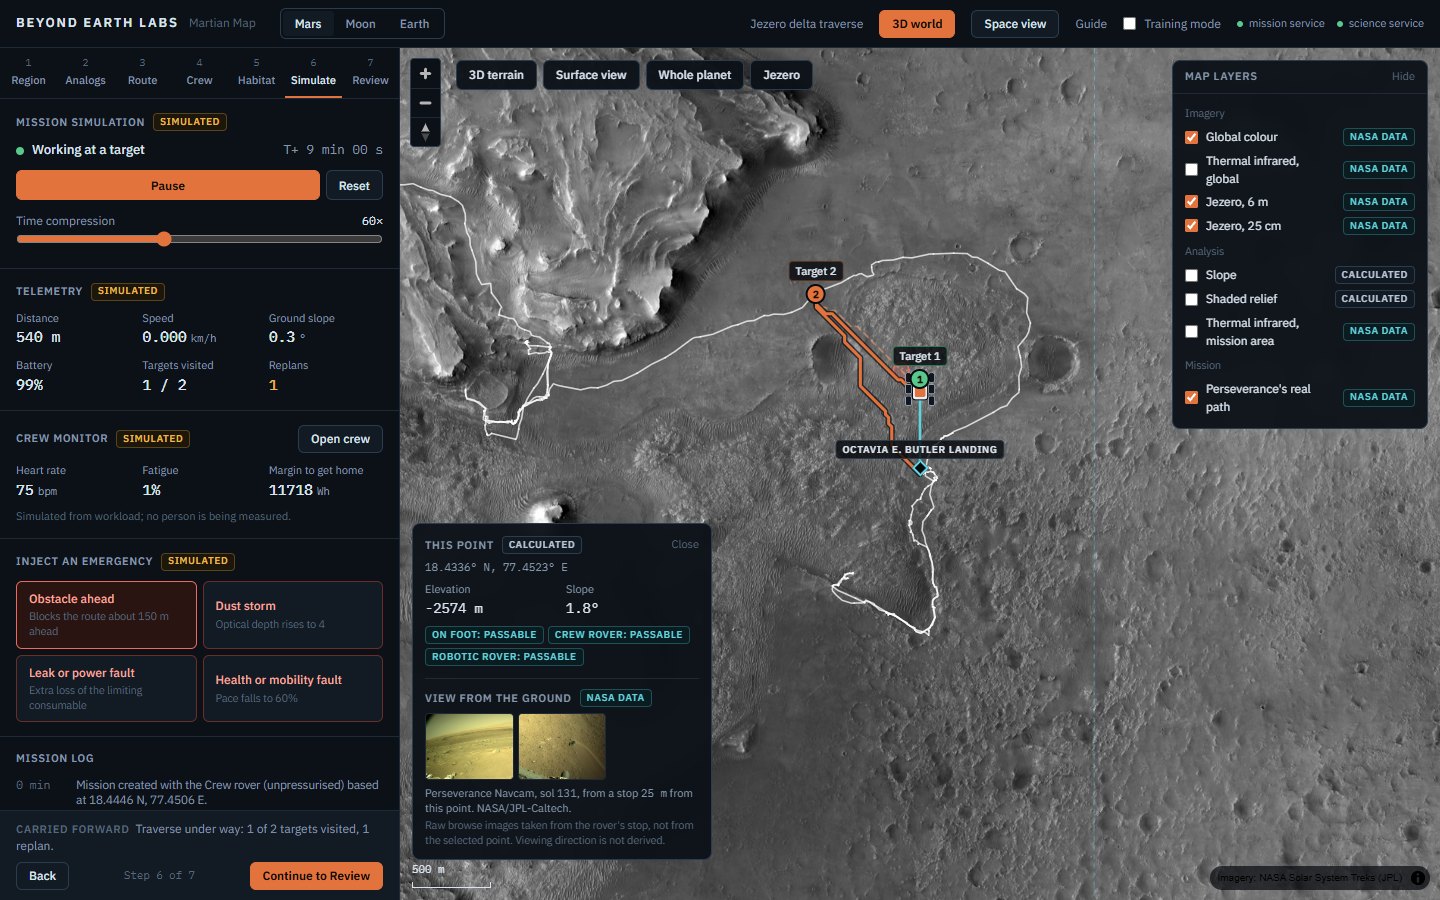 BEYOND EARTH LABS Martian Map Mars Moon Earth Jezero delta traverse 3D world Space view Guide Training mode mission service science service
1 2 3 4 5 6 7
Region Analogs Route Crew Habitat Simulate Review
MISSION SIMULATION SIMULATED
Working at a target T+ 9 min 00 s
Pause Reset
Time compression 60×
TELEMETRY SIMULATED
Distance Speed Ground slope
540 m 0.000 km/h 0.3 °
Battery Targets visited Replans
99% 1 / 2 1
CREW MONITOR SIMULATED Open crew
Heart rate Fatigue Margin to get home
75 bpm 1% 11718 Wh
Simulated from workload; no person is being measured.
INJECT AN EMERGENCY SIMULATED
Obstacle ahead
Blocks the route about 150 m
ahead
Dust storm
Optical depth rises to 4
Leak or power fault
Extra loss of the limiting
consumable
Health or mobility fault
Pace falls to 60%
MISSION LOG
0 min Mission created with the Crew rover (unpressurised) based
at 18.4446 N, 77.4506 E.
CARRIED FORWARD Traverse under way: 1 of 2 targets visited, 1
replan.
Back Step 6 of 7 Continue to Review
+
−
3D terrain Surface view Whole planet Jezero
Target 2
2
Target 1
1
OCTAVIA E. BUTLER LANDING
THIS POINT CALCULATED Close
18.4336° N, 77.4523° E
Elevation Slope
-2574 m 1.8°
ON FOOT: PASSABLE CREW ROVER: PASSABLE
ROBOTIC ROVER: PASSABLE
VIEW FROM THE GROUND NASA DATA
Perseverance Navcam, sol 131, from a stop 25 m from
this point. NASA/JPL-Caltech.
Raw browse images taken from the rover's stop, not from
the selected point. Viewing direction is not derived.
500 m
MAP LAYERS Hide
Imagery
Global colour NASA DATA
Thermal infrared,
global NASA DATA
Jezero, 6 m NASA DATA
Jezero, 25 cm NASA DATA
Analysis
Slope CALCULATED
Shaded relief CALCULATED
Thermal infrared,
mission area NASA DATA
Mission
Perseverance's real
path NASA DATA
Imagery: NASA Solar System Treks (JPL)